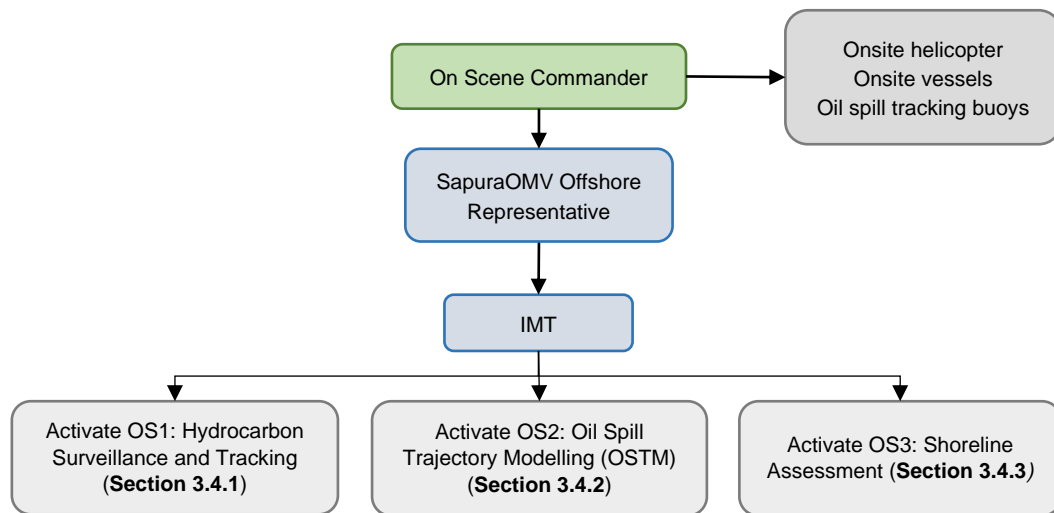 Onsite helicopter
On Scene Commander
Onsite vessels
Oil spill tracking buoys
SapuraOMV Offshore
Representative
IMT
Activate OS1: Hydrocarbon
Surveillance and Tracking
(Section 3.4.1)
Activate OS2: Oil Spill
Trajectory Modelling (OSTM)
(Section 3.4.2)
Activate OS3: Shoreline
Assessment (Section 3.4.3)